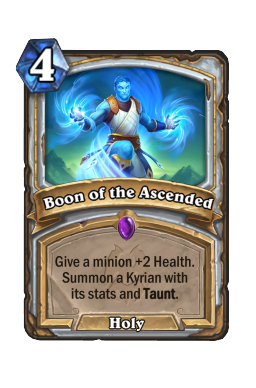 4
Boon of the Ascended
Give a minion +2 Health.
Summon a Kyrian with
its stats and Taunt.
Holy